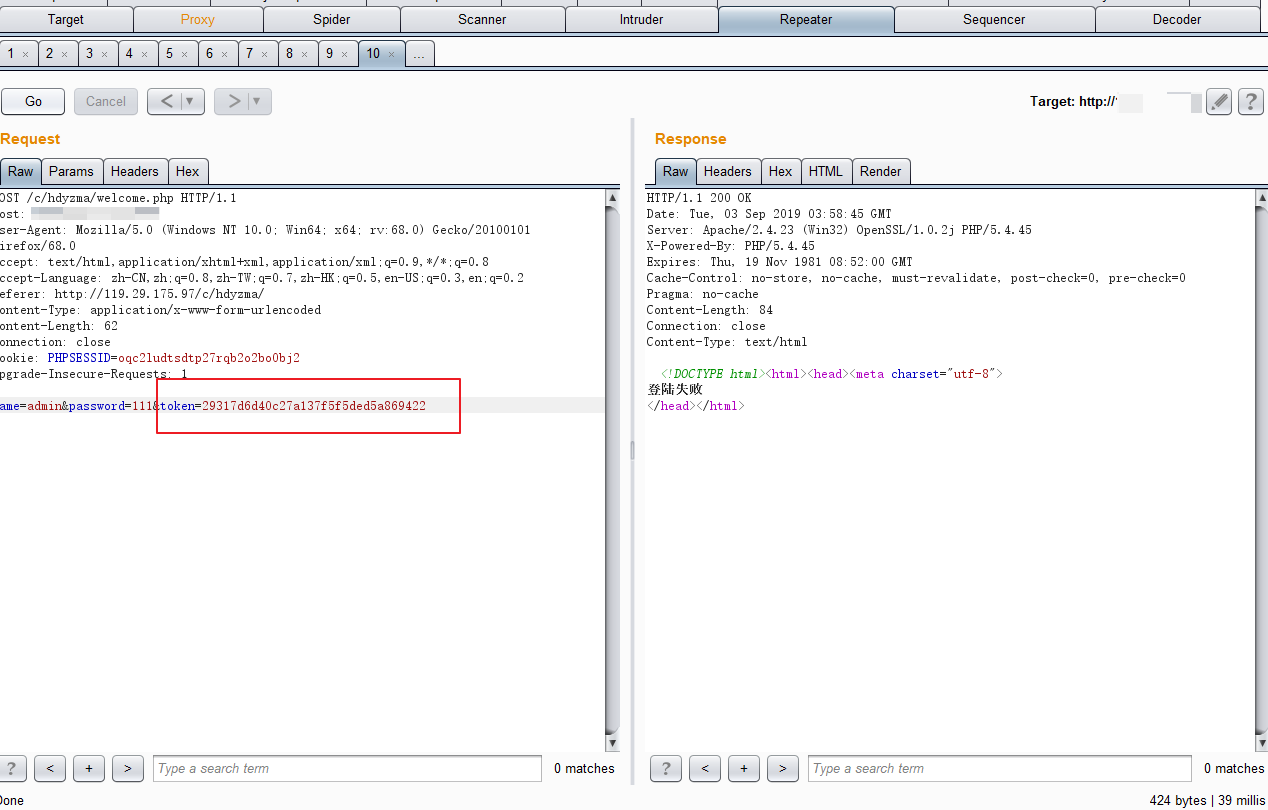 Target Proxy Spider Scanner Intruder Repeater Sequencer Decoder
1 × 2 × 3 × 4 × 5 × 6 × 7 × 8 × 9 × 10 × ...
Go Cancel < ▼ > ▼ Target: http:// ?
Request
Raw Params Headers Hex
OST /c/hdyzma/welcome.php HTTP/1.1
ost:
ser-Agent: Mozilla/5.0 (Windows NT 10.0; Win64; x64; rv:68.0) Gecko/20100101
irefox/68.0
ccept: text/html,application/xhtml+xml,application/xml;q=0.9,*/*;q=0.8
ccept-Language: zh-CN,zh;q=0.8,zh-TW;q=0.7,zh-HK;q=0.5,en-US;q=0.3,en;q=0.2
eferer: http://119.29.175.97/c/hdyzma/
ontent-Type: application/x-www-form-urlencoded
ontent-Length: 62
onnection: close
ookie: PHPSESSID=oqc2ludtsdtp27rqb2o2bo0bj2
pgrade-Insecure-Requests: 1
ame=admin&password=111&token=29317d6d40c27a137f5f5ded5a869422
? < + > Type a search term 0 matches
Response
Raw Headers Hex HTML Render
HTTP/1.1 200 OK
Date: Tue, 03 Sep 2019 03:58:45 GMT
Server: Apache/2.4.23 (Win32) OpenSSL/1.0.2j PHP/5.4.45
X-Powered-By: PHP/5.4.45
Expires: Thu, 19 Nov 1981 08:52:00 GMT
Cache-Control: no-store, no-cache, must-revalidate, post-check=0, pre-check=0
Pragma: no-cache
Content-Length: 84
Connection: close
Content-Type: text/html
<!DOCTYPE html><html><head><meta charset="utf-8">
登陆失败
</head></html>
? < + > Type a search term 0 matches
Done
424 bytes | 39 millis